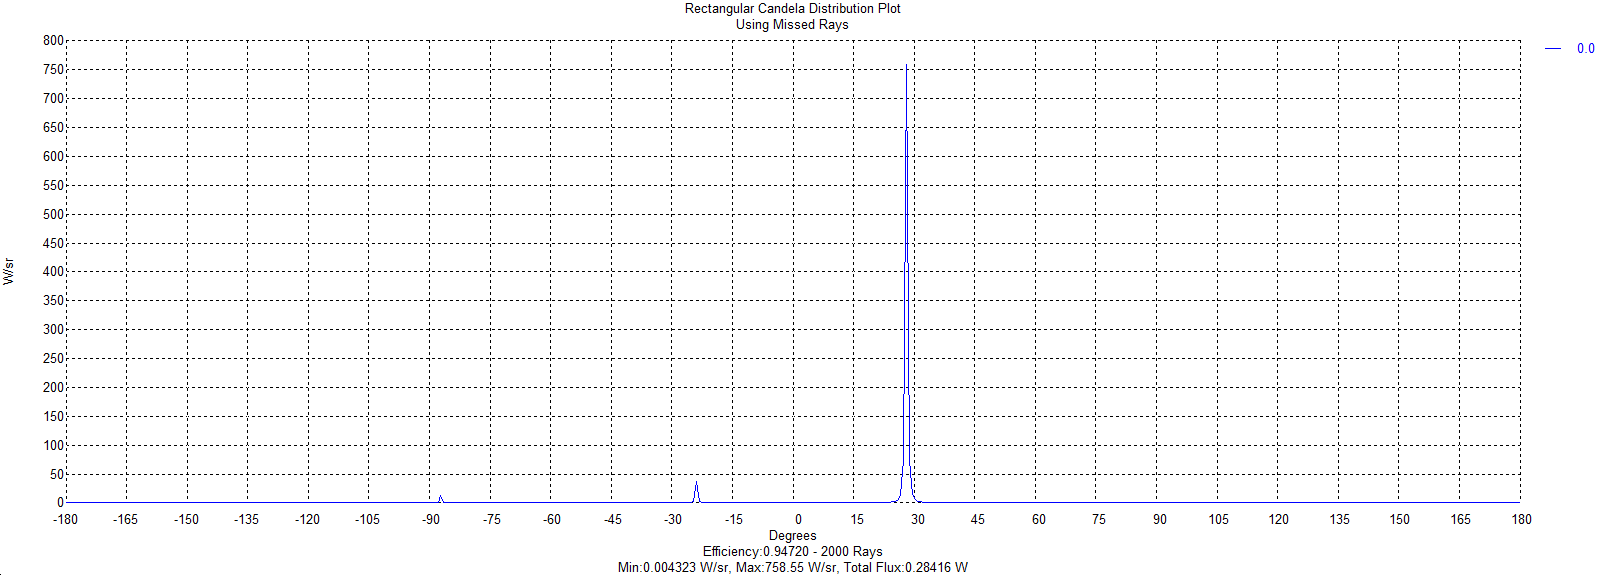 Rectangular Candela Distribution Plot
Using Missed Rays
0.0
800
750
700
650
600
550
500
450
400
350
300
250
200
150
100
50
0
W/sr
-180 -165 -150 -135 -120 -105 -90 -75 -60 -45 -30 -15 0 15 30 45 60 75 90 105 120 135 150 165 180
Degrees
Efficiency:0.94720 - 2000 Rays
Min:0.004323 W/sr, Max:758.55 W/sr, Total Flux:0.28416 W